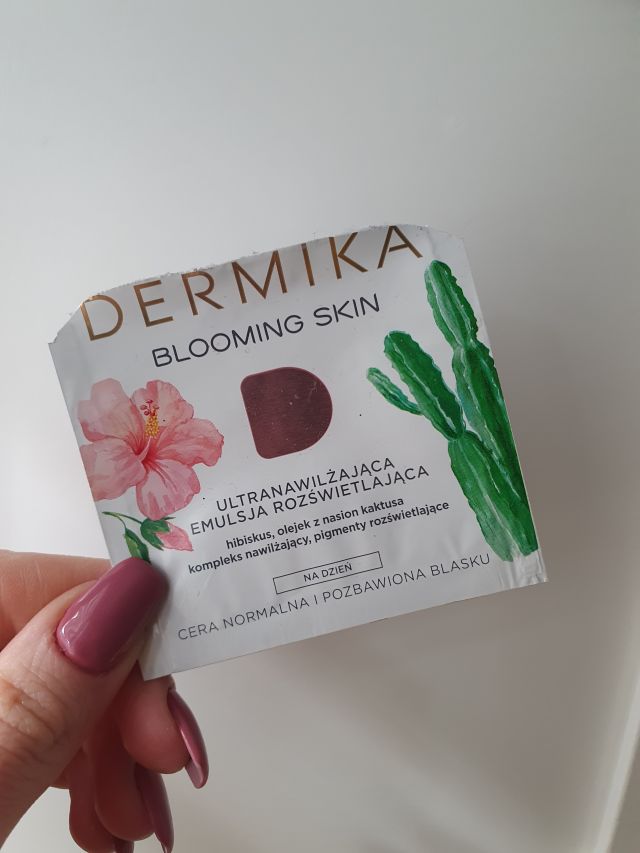 DERMIKA
BLOOMING SKIN
ULTRANAWILŻAJĄCA
EMULSJA ROZŚWIETLAJĄCA
hibiskus, olejek z nasion kaktusa
kompleks nawilżający, pigmenty rozświetlające
NA DZIEŃ
CERA NORMALNA I POZBAWIONA BLASKU